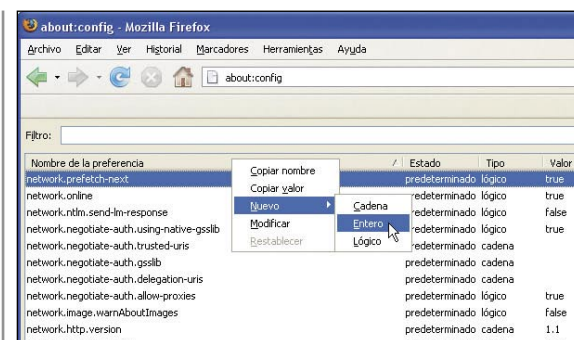 about:config - Mozilla Firefox
Archivo Editar Ver Historial Marcadores Herramientas Ayuda
about:config
Filtro:
Nombre de la preferencia Estado Tipo Valor
network.prefetch-next predeterminado lógico true
network.online predeterminado lógico true
network.ntlm.send-lm-response predeterminado lógico false
network.negotiate-auth.using-native-gsslib predeterminado lógico true
network.negotiate-auth.trusted-uris predeterminado cadena
network.negotiate-auth.gsslib predeterminado cadena
network.negotiate-auth.delegation-uris predeterminado cadena
network.negotiate-auth.allow-proxies predeterminado lógico true
network.image.warnAboutImages predeterminado lógico false
network.http.version predeterminado cadena 1.1
Copiar nombre
Copiar valor
Nuevo
Modificar
Restablecer
Cadena
Entero
Lógico